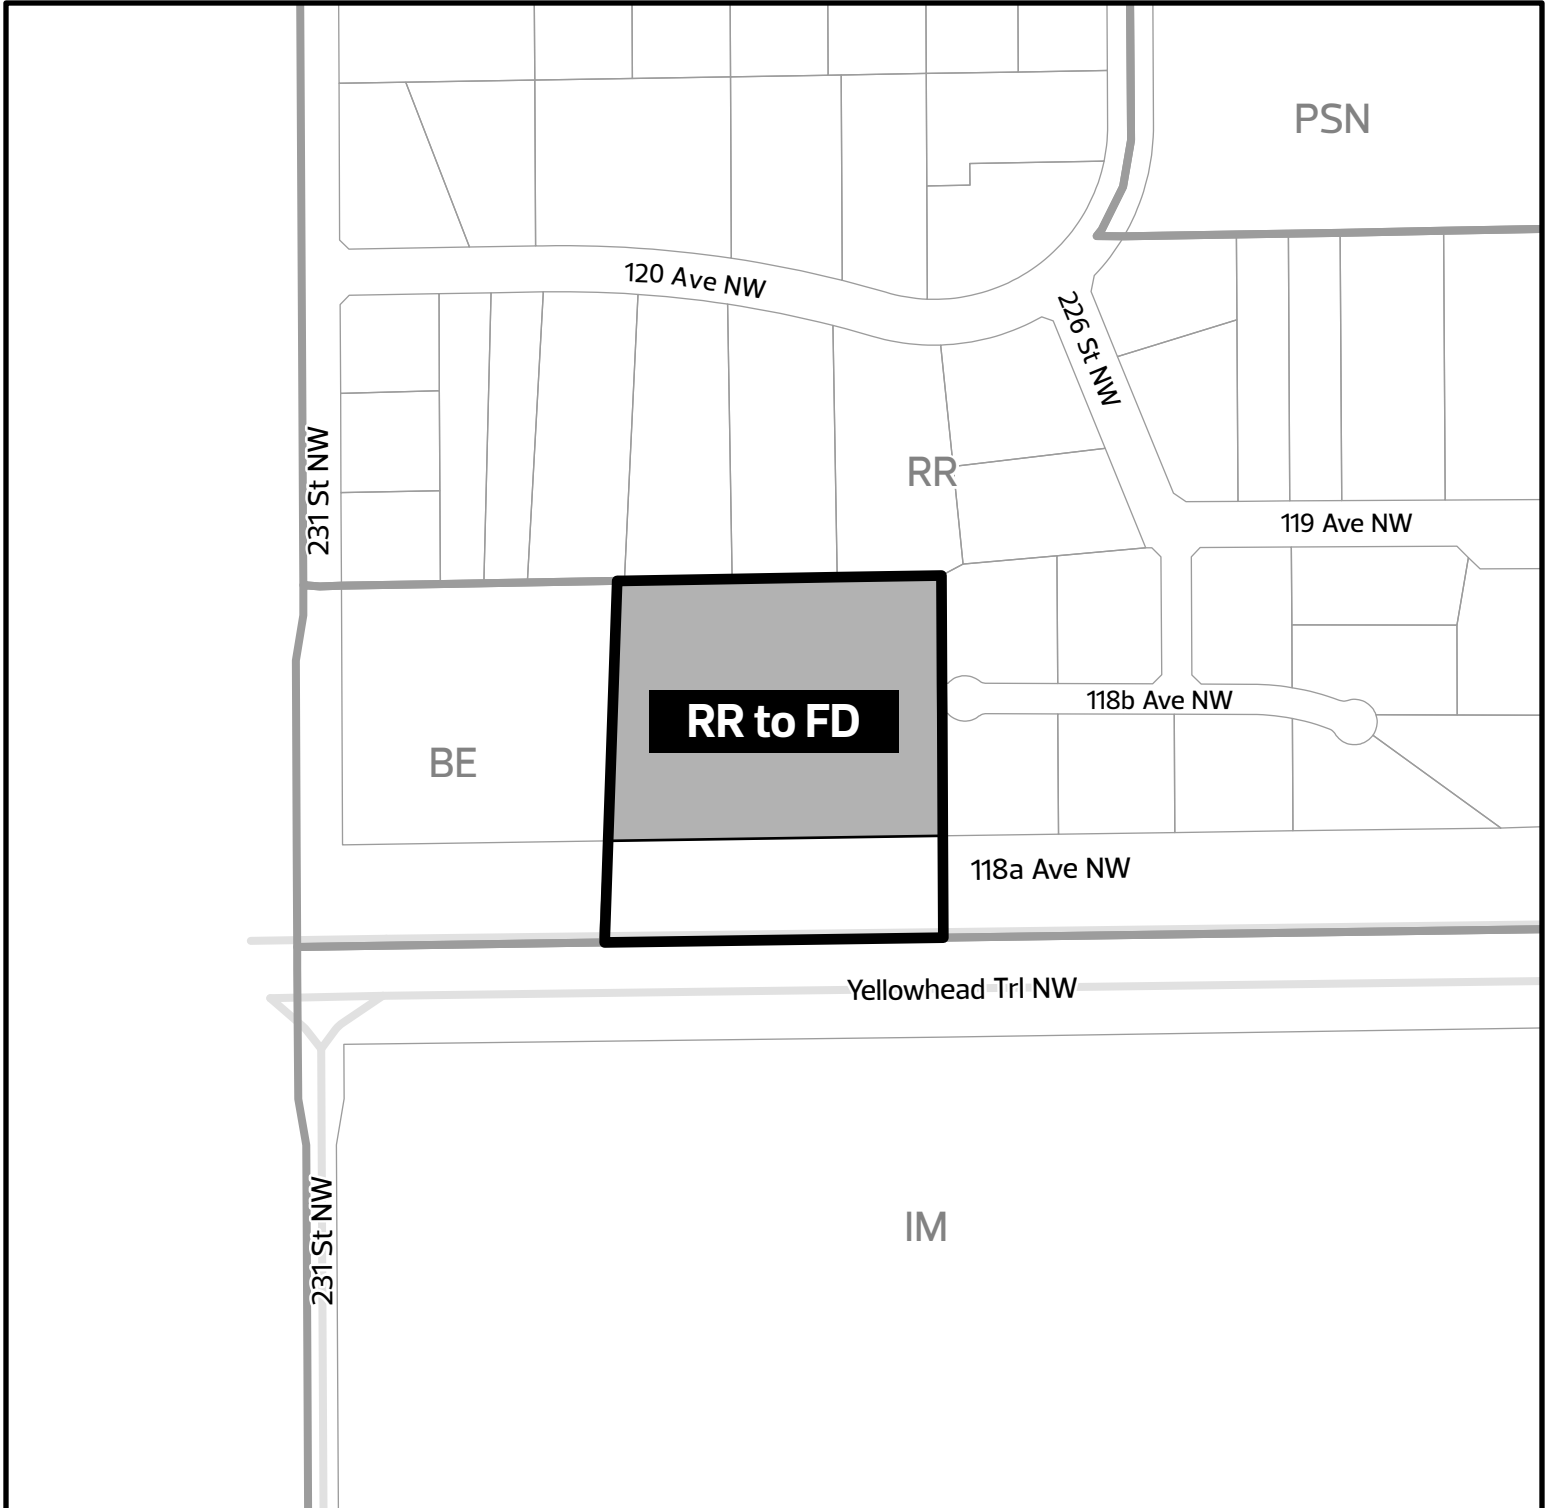 PSN
120 Ave NW
226 St NW
231 St NW
RR
119 Ave NW
RR to FD
118b Ave NW
BE
118a Ave NW
Yellowhead Trl NW
231 St NW
IM